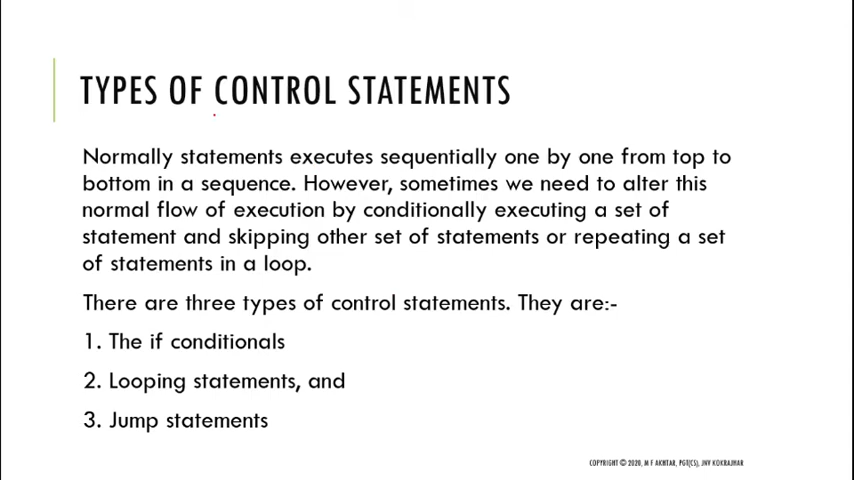 TYPES OF CONTROL STATEMENTS
Normally statements executes sequentially one by one from top to
bottom in a sequence. However, sometimes we need to alter this
normal flow of execution by conditionally executing a set of
statement and skipping other set of statements or repeating a set
of statements in a loop.
There are three types of control statements. They are:-
1. The if conditionals
2. Looping statements, and
3. Jump statements
COPYRIGHT © 2020, M F AKHTAR, PGT(CS), JNV KOKRAJHAR